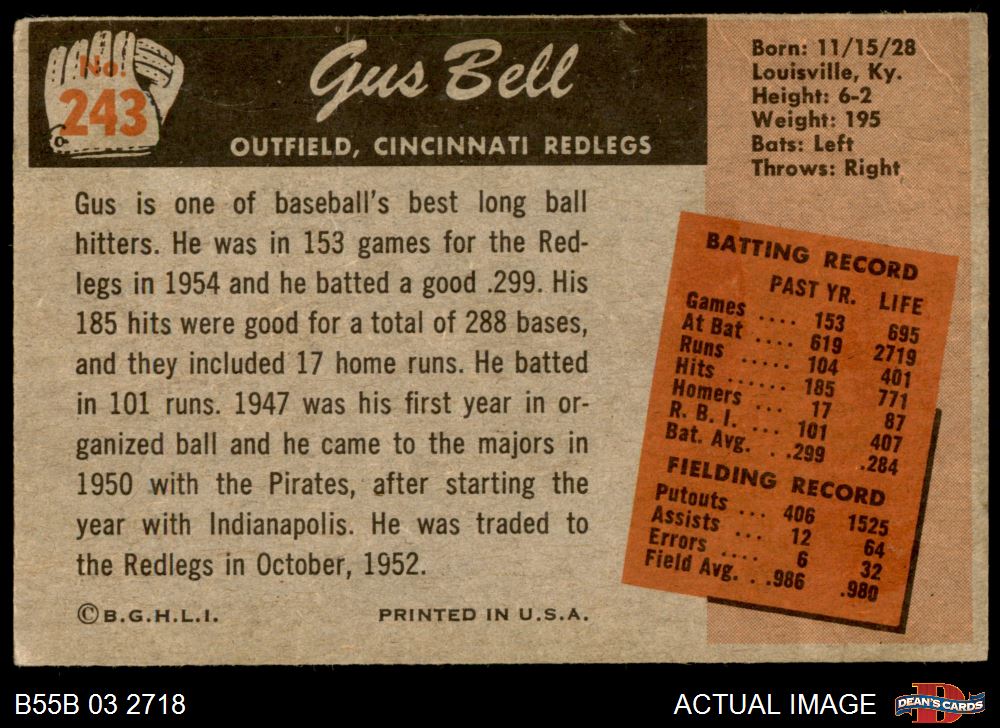 No.
243
Gus Bell
OUTFIELD, CINCINNATI REDLEGS
Born: 11/15/28
Louisville, Ky.
Height: 6-2
Weight: 195
Bats: Left
Throws: Right
Gus is one of baseball's best long ball
hitters. He was in 153 games for the Red-
legs in 1954 and he batted a good .299. His
185 hits were good for a total of 288 bases,
and they included 17 home runs. He batted
in 101 runs. 1947 was his first year in or-
ganized ball and he came to the majors in
1950 with the Pirates, after starting the
year with Indianapolis. He was traded to
the Redlegs in October, 1952.
©B.G.H.L.I. PRINTED IN U.S.A.
BATTING RECORD
PAST YR. LIFE
Games .... 153 695
At Bat .... 619 2719
Runs ..... 104 401
Hits ...... 185 771
Homers ... 17 87
R. B. I. ... 101 407
Bat. Avg. . .299 .284
FIELDING RECORD
Putouts ... 406 1525
Assists ... 12 64
Errors .... 6 32
Field Avg. . .986 .980
B55B 03 2718 ACTUAL IMAGE
D
DEAN'S CARDS